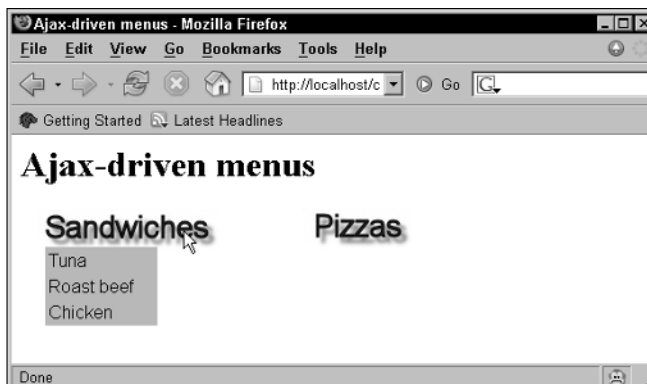 Ajax-driven menus - Mozilla Firefox
File Edit View Go Bookmarks Tools Help
http://localhost/c Go G
Getting Started Latest Headlines
Ajax-driven menus
Sandwiches Pizzas
Tuna
Roast beef
Chicken
Done